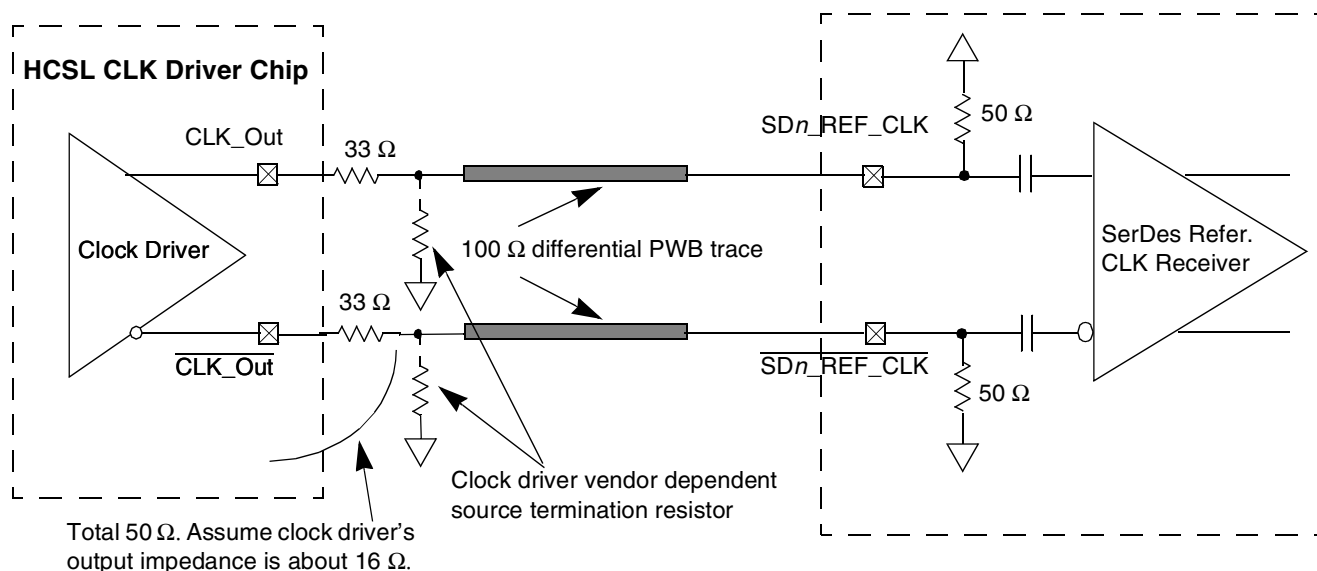 HCSL CLK Driver Chip
CLK_Out
33 Ω
SDn_REF_CLK
50 Ω
Clock Driver
100 Ω differential PWB trace
SerDes Refer.
CLK Receiver
33 Ω
CLK_Out
SDn_REF_CLK
50 Ω
Clock driver vendor dependent
source termination resistor
Total 50 Ω. Assume clock driver's
output impedance is about 16 Ω.